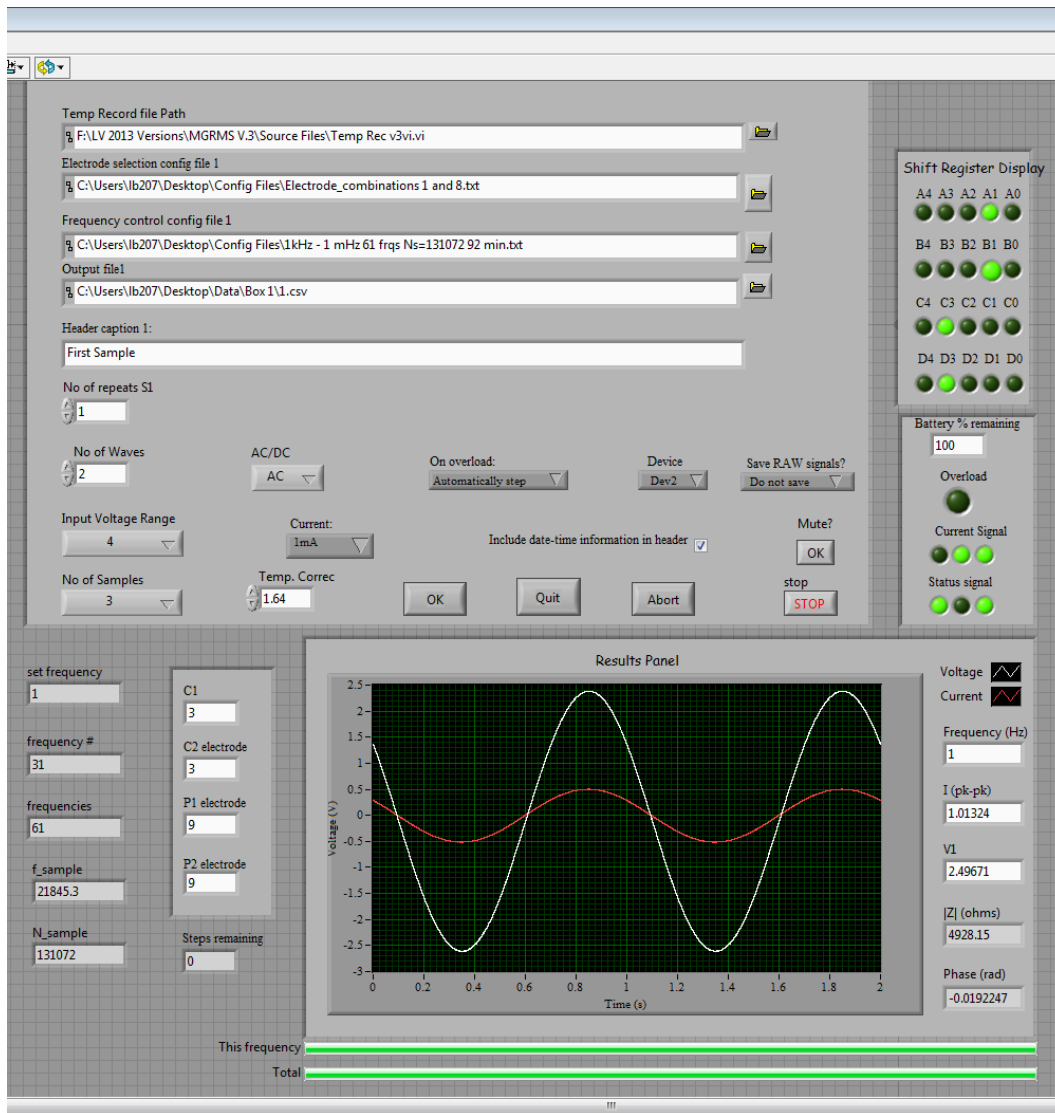 Temp Record file Path
F:\LV 2013 Versions\MGRMS V.3\Source Files\Temp Rec v3vi.vi
Electrode selection config file 1
C:\Users\lb207\Desktop\Config Files\Electrode_combinations 1 and 8.txt
Frequency control config file 1
C:\Users\lb207\Desktop\Config Files\1kHz - 1 mHz 61 frqs Ns=131072 92 min.txt
Output file1
C:\Users\lb207\Desktop\Data\Box 1\1.csv
Header caption 1:
First Sample
No of repeats S1
1
No of Waves
2
AC/DC
AC
On overload:
Automatically step
Device
Dev2
Save RAW signals?
Do not save
Input Voltage Range
4
Current:
1mA
Include date-time information in header
Mute?
OK
No of Samples
3
Temp. Correc
1.64
OK
Quit
Abort
stop
STOP
Shift Register Display
A4 A3 A2 A1 A0
B4 B3 B2 B1 B0
C4 C3 C2 C1 C0
D4 D3 D2 D1 D0
Battery % remaining
100
Overload
Current Signal
Status signal
set frequency
1
frequency #
31
frequencies
61
f_sample
21845.3
N_sample
131072
C1
3
C2 electrode
3
P1 electrode
9
P2 electrode
9
Steps remaining
0
Results Panel
2.5
2
1.5
1
0.5
0
-0.5
-1
-1.5
-2
-2.5
-3
Voltage (V)
0 0.2 0.4 0.6 0.8 1 1.2 1.4 1.6 1.8 2
Time (s)
Voltage
Current
Frequency (Hz)
1
I (pk-pk)
1.01324
V1
2.49671
|Z| (ohms)
4928.15
Phase (rad)
-0.0192247
This frequency
Total